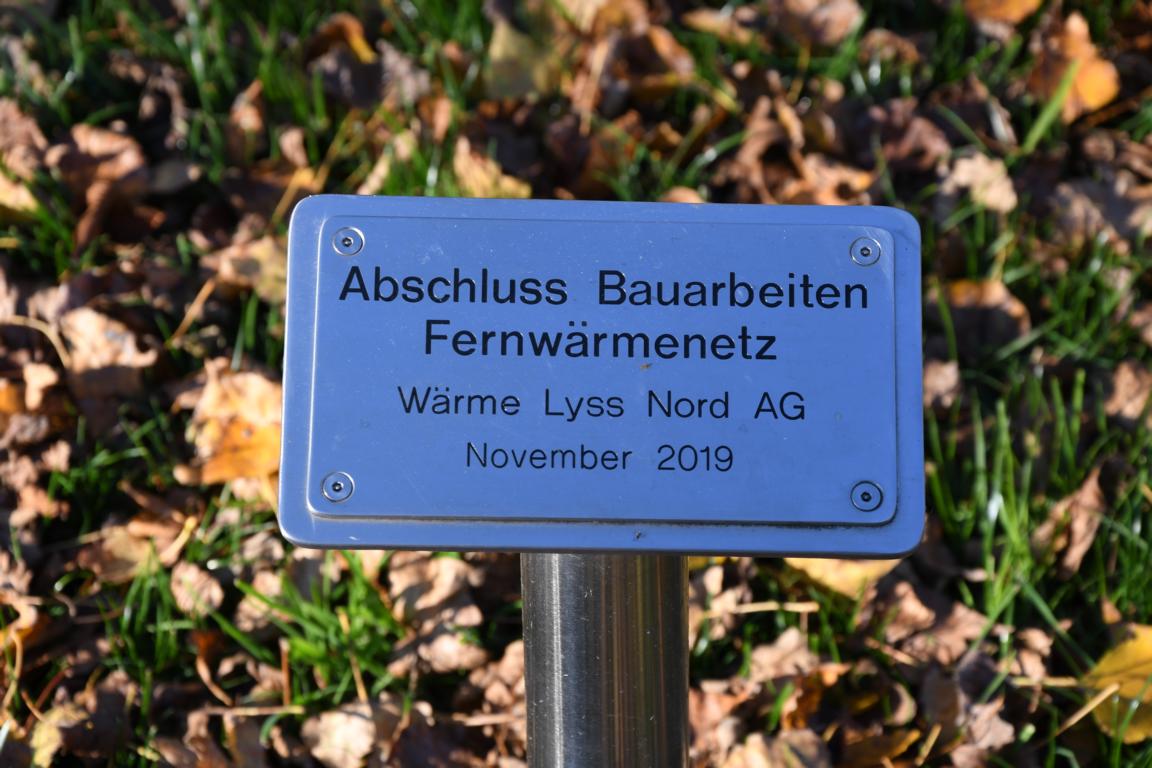 Abschluss Bauarbeiten
Fernwärmenetz
Wärme Lyss Nord AG
November 2019